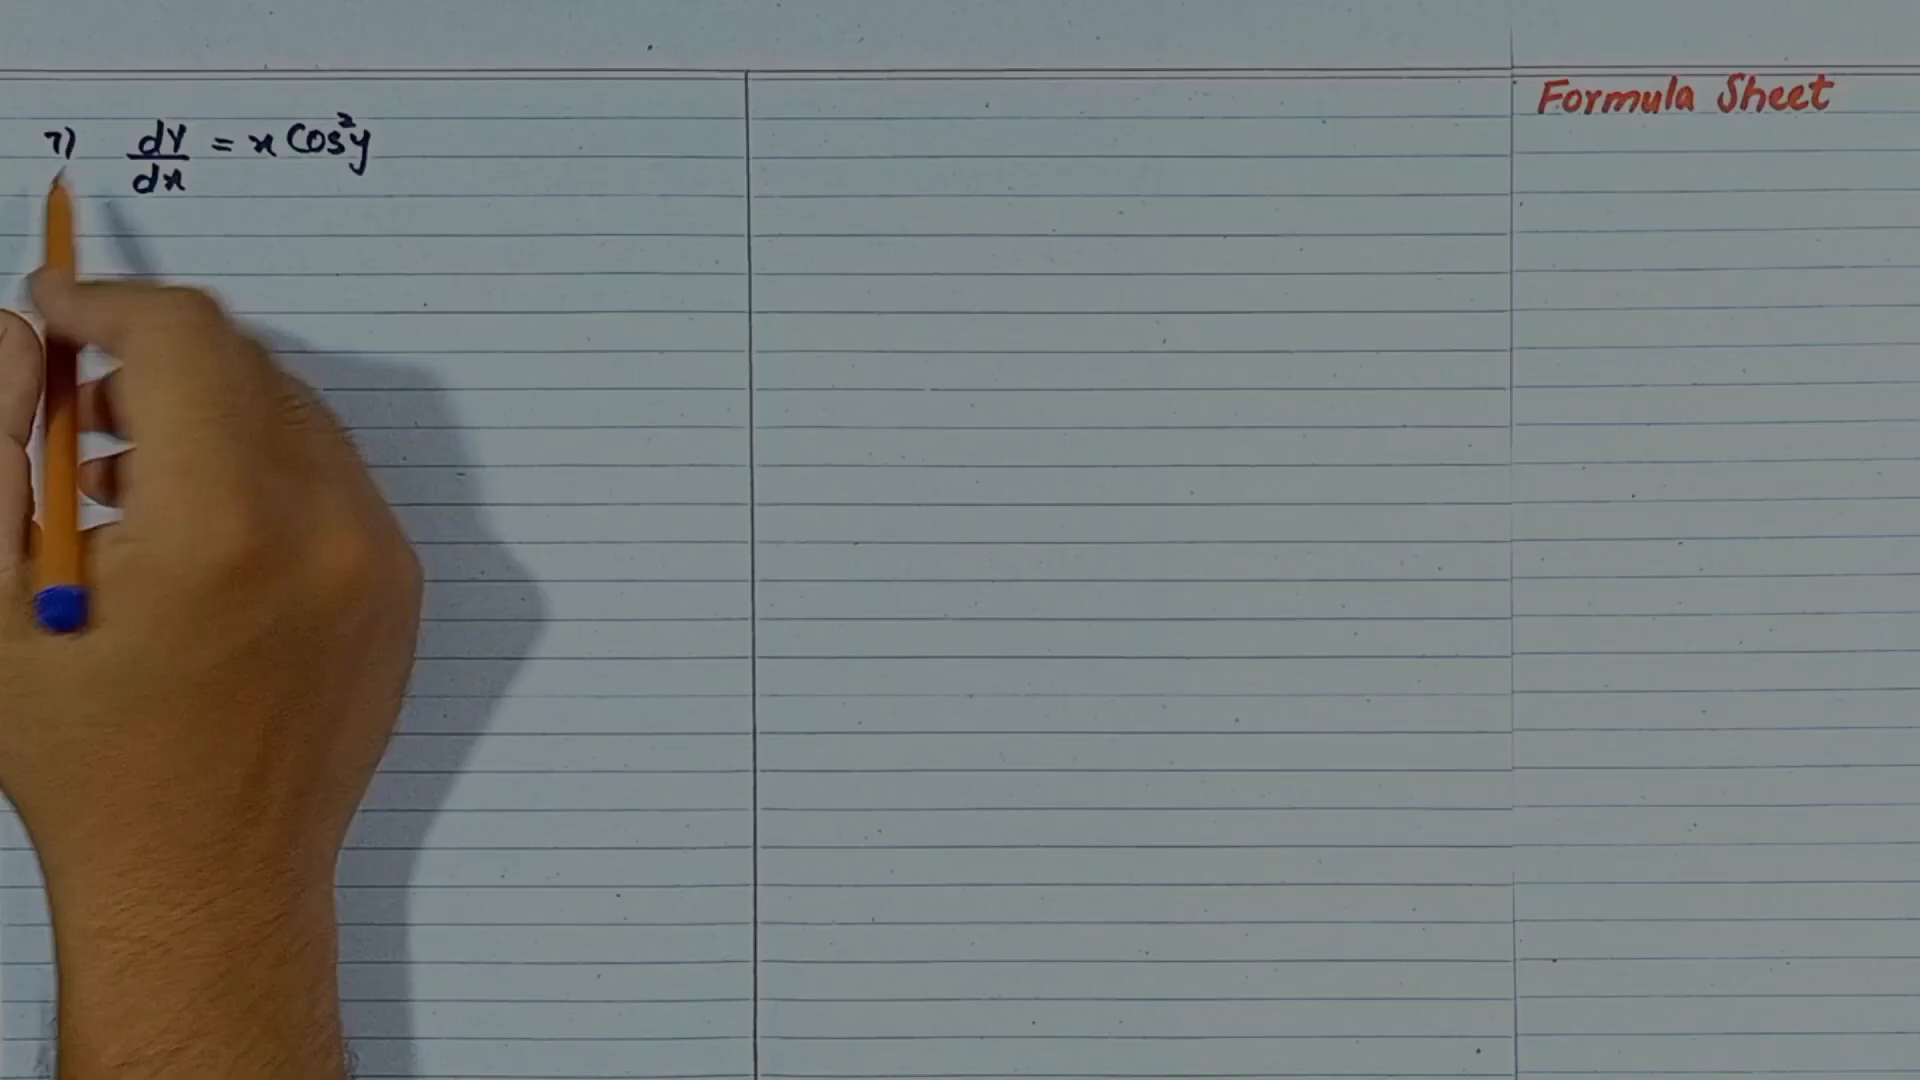 7) dy/dx = x Cos²y
Formula Sheet